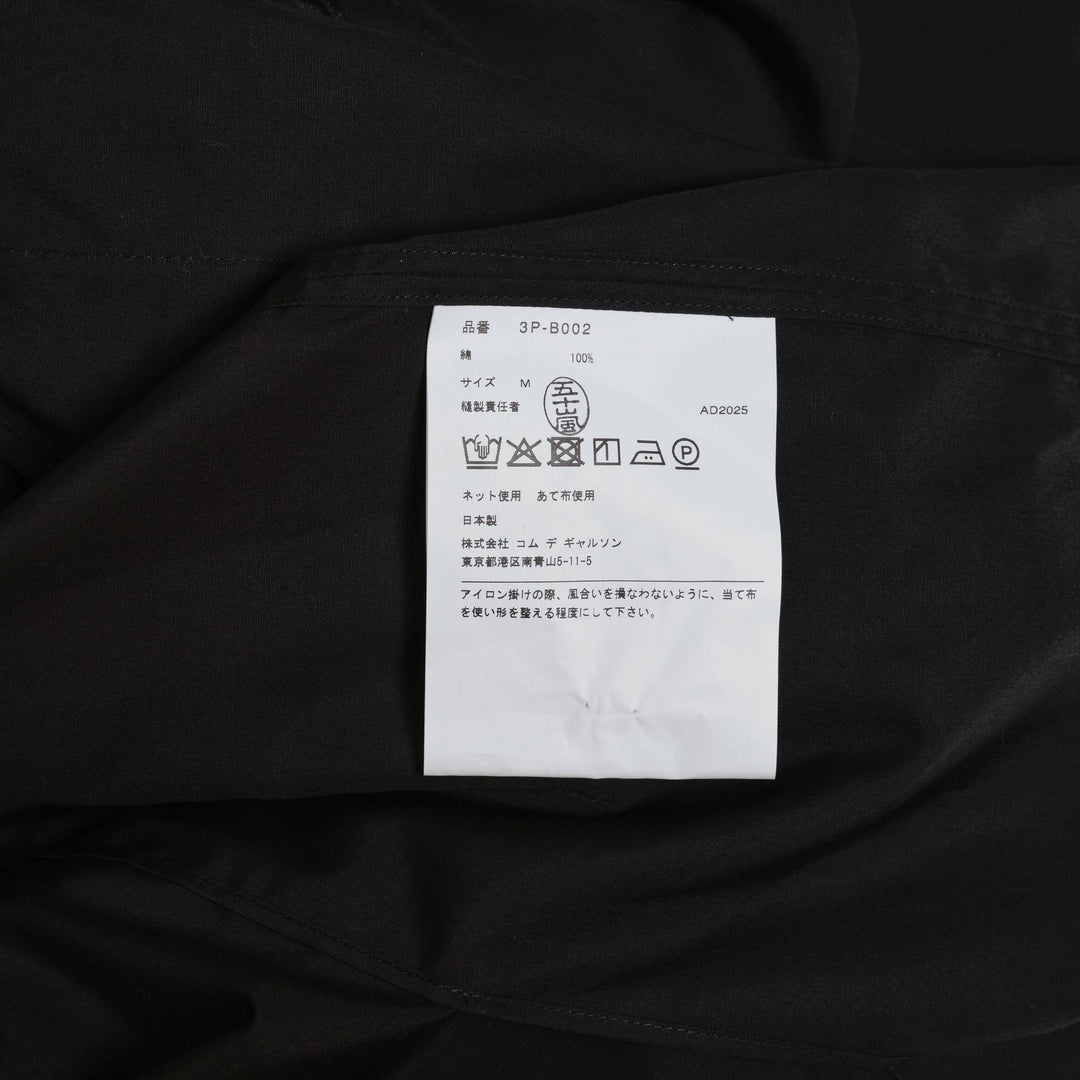 品番 3P-B002
綿 100%
サイズ M
五十嵐
縫製責任者 AD2025
P
ネット使用 あて布使用
日本製
株式会社 コム デ ギャルソン
東京都港区南青山5-11-5
アイロン掛けの際、風合いを損なわないように、当て布
を使い形を整える程度にして下さい。